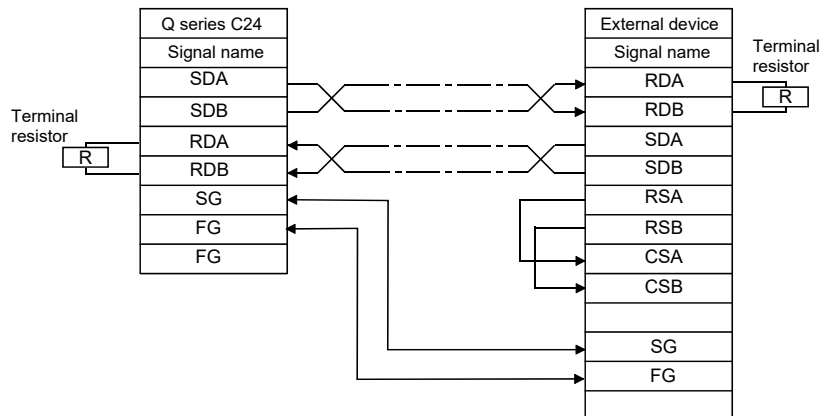 Q series C24
Signal name
SDA
SDB
RDA
RDB
SG
FG
FG
Terminal
resistor
R
External device
Signal name
RDA
RDB
SDA
SDB
RSA
RSB
CSA
CSB
SG
FG
Terminal
resistor
R